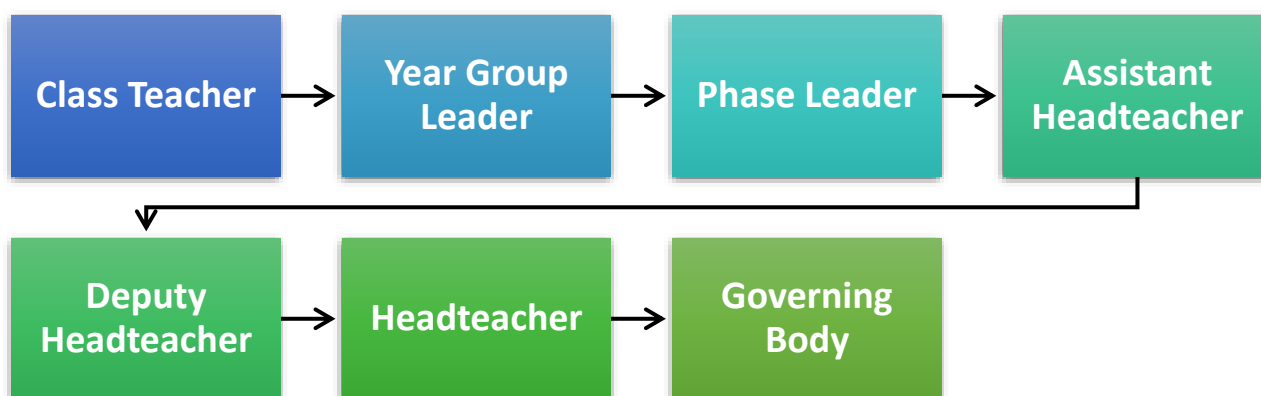 Class Teacher
Year Group
Leader
Phase Leader
Assistant
Headteacher
Deputy
Headteacher
Headteacher
Governing
Body